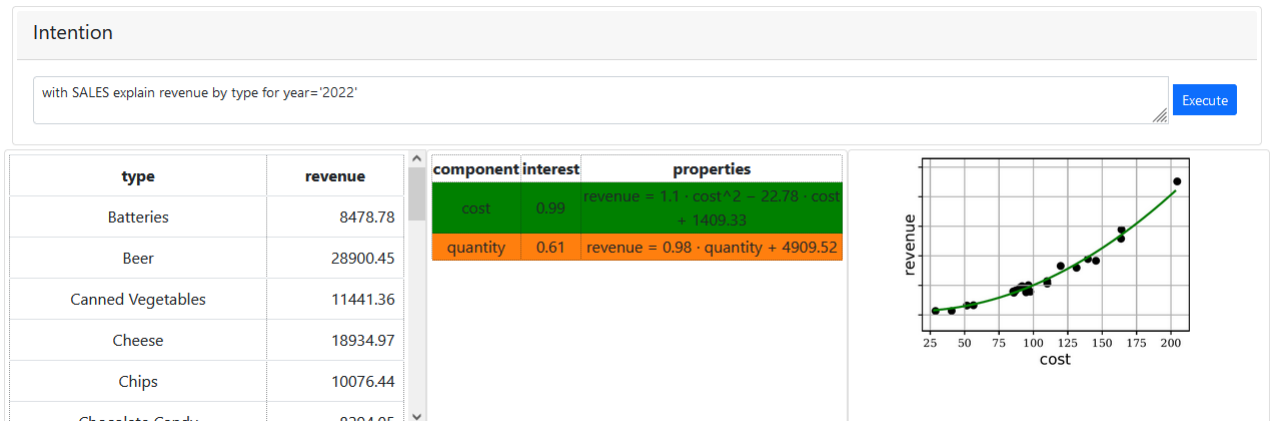 Intention
with SALES explain revenue by type for year='2022'
Execute
type revenue
Batteries 8478.78
Beer 28900.45
Canned Vegetables 11441.36
Cheese 18934.97
Chips 10076.44
component interest properties
cost 0.99 revenue = 1.1 · cost^2 − 22.78 · cost
+ 1409.33
quantity 0.61 revenue = 0.98 · quantity + 4909.52
revenue
25 50 75 100 125 150 175 200
cost